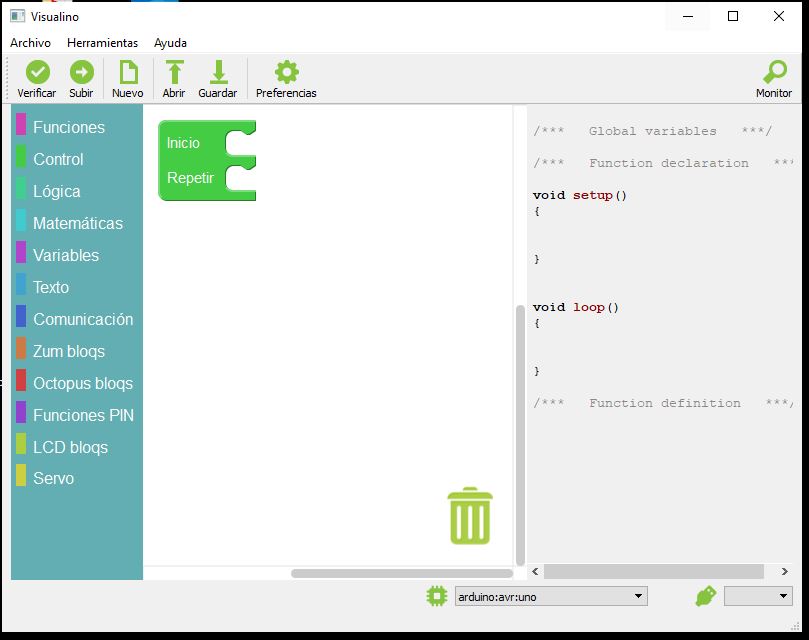 Visualino
Archivo Herramientas Ayuda
Verificar Subir Nuevo Abrir Guardar Preferencias Monitor
Funciones
Control
Lógica
Matemáticas
Variables
Texto
Comunicación
Zum bloqs
Octopus bloqs
Funciones PIN
LCD bloqs
Servo
Inicio
Repetir
/*** Global variables ***/
/*** Function declaration **
void setup()
{
}
void loop()
{
}
/*** Function definition ***/
arduino:avr:uno